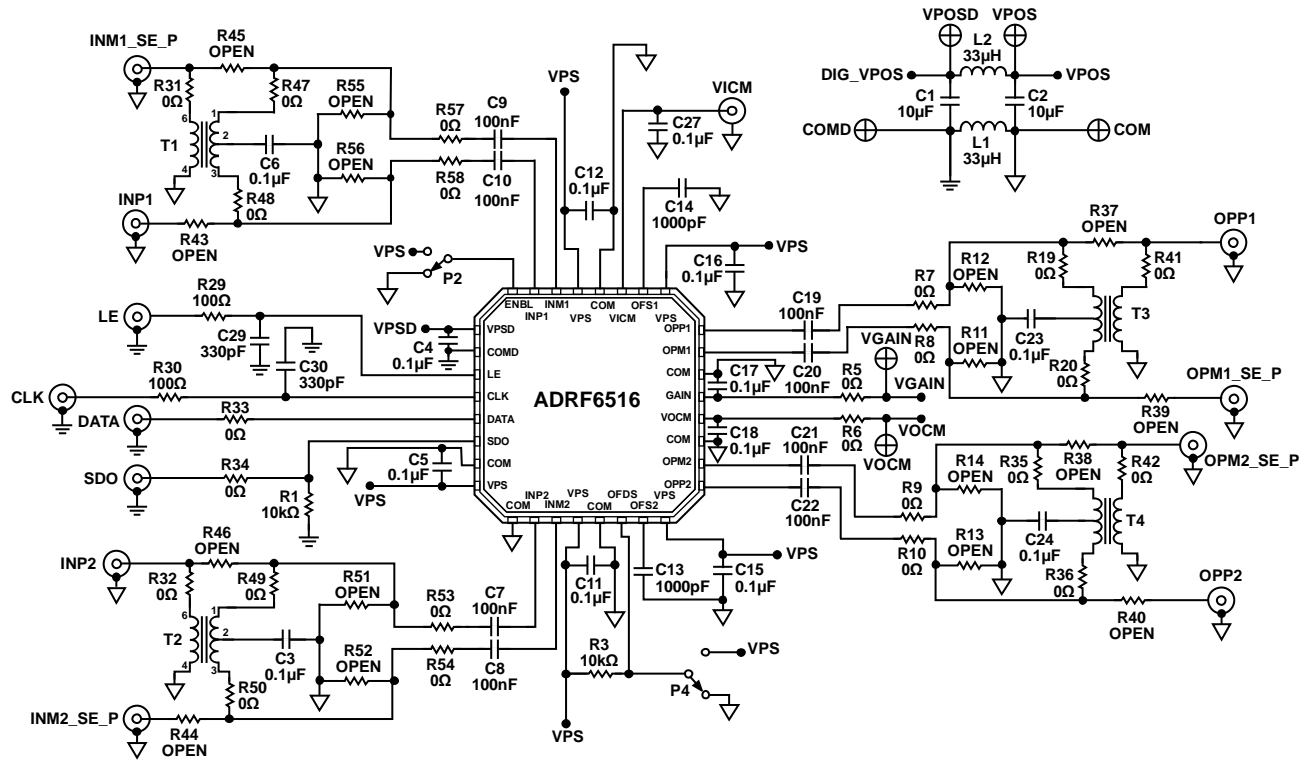 INM1_SE_P
R45
OPEN
R31
0Ω
R47
0Ω
R55
OPEN
6
1
2
4
3
T1
C6
0.1µF
R56
OPEN
R48
0Ω
INP1
R43
OPEN
R57
0Ω
C9
100nF
R58
0Ω
C10
100nF
VPS
C12
0.1µF
VICM
C27
0.1µF
C14
1000pF
C16
0.1µF
VPS
VPS
P2
VPOSD
VPOS
L2
33µH
DIG_VPOS
VPOS
C1
10µF
C2
10µF
COMD
COM
L1
33µH
LE
R29
100Ω
C29
330pF
C30
330pF
VPSD
C4
0.1µF
CLK
R30
100Ω
DATA
R33
0Ω
SDO
R34
0Ω
R1
10kΩ
C5
0.1µF
VPS
ADRF6516
ENBL
INP1
INM1
VPS
COM
VICM
OFS1
VPS
VPSD
COMD
LE
CLK
DATA
SDO
COM
VPS
OPP1
OPM1
COM
GAIN
VOCM
COM
OPM2
OPP2
COM
INP2
INM2
VPS
COM
OFDS
OFS2
VPS
C19
100nF
C20
100nF
R7
0Ω
R8
0Ω
R12
OPEN
R11
OPEN
R19
0Ω
R37
OPEN
R41
0Ω
OPP1
C23
0.1µF
T3
R20
0Ω
R39
OPEN
OPM1_SE_P
C17
0.1µF
R5
0Ω
VGAIN
VGAIN
C18
0.1µF
R6
0Ω
VOCM
VOCM
C21
100nF
C22
100nF
R9
0Ω
R10
0Ω
R14
OPEN
R13
OPEN
R35
0Ω
R38
OPEN
R42
0Ω
OPM2_SE_P
C24
0.1µF
T4
R36
0Ω
R40
OPEN
OPP2
INP2
R46
OPEN
R32
0Ω
R49
0Ω
R51
OPEN
6
1
2
4
3
T2
C3
0.1µF
R52
OPEN
R50
0Ω
INM2_SE_P
R44
OPEN
R53
0Ω
C7
100nF
R54
0Ω
C8
100nF
C11
0.1µF
C13
1000pF
C15
0.1µF
VPS
R3
10kΩ
P4
VPS
VPS